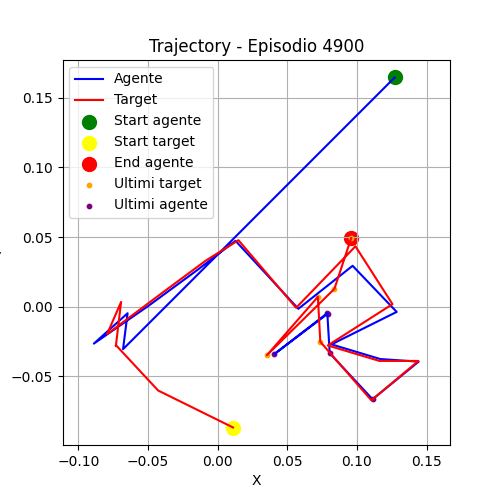 Trajectory - Episodio 4900
Agente
Target
Start agente
Start target
End agente
Ultimi target
Ultimi agente
0.15
0.10
0.05
0.00
−0.05
−0.10
−0.05
0.00
0.05
0.10
0.15
X